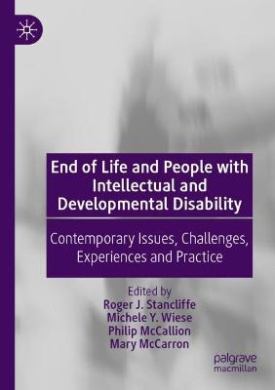 End of Life and People with
Intellectual and
Developmental Disability
Contemporary Issues, Challenges,
Experiences and Practice
Edited by
Roger J. Stancliffe
Michele Y. Wiese
Philip McCallion
Mary McCarron
palgrave
macmillan